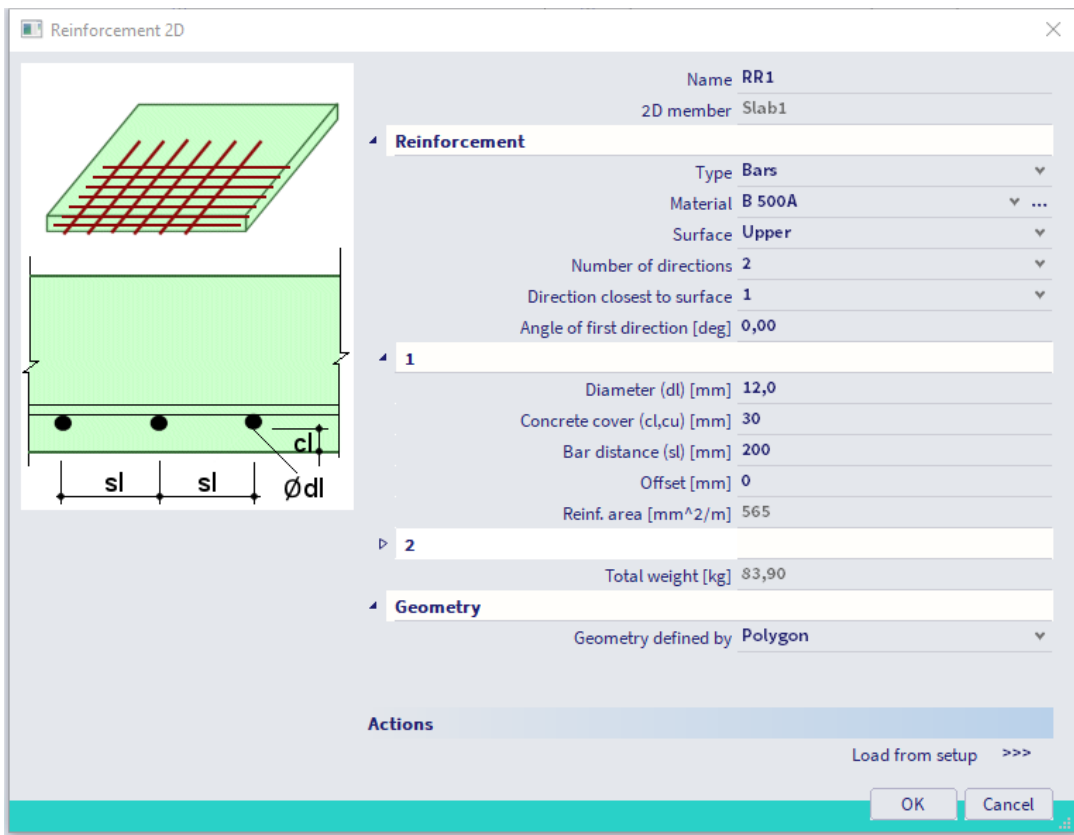 Reinforcement 2D
Name RR1
2D member Slab1
Reinforcement
Type Bars
Material B 500A ...
Surface Upper
Number of directions 2
Direction closest to surface 1
Angle of first direction [deg] 0,00
1
Diameter (dl) [mm] 12,0
Concrete cover (cl,cu) [mm] 30
Bar distance (sl) [mm] 200
Offset [mm] 0
Reinf. area [mm^2/m] 565
2
Total weight [kg] 83,90
Geometry
Geometry defined by Polygon
cl
sl sl Ødl
Actions
Load from setup >>>
OK Cancel